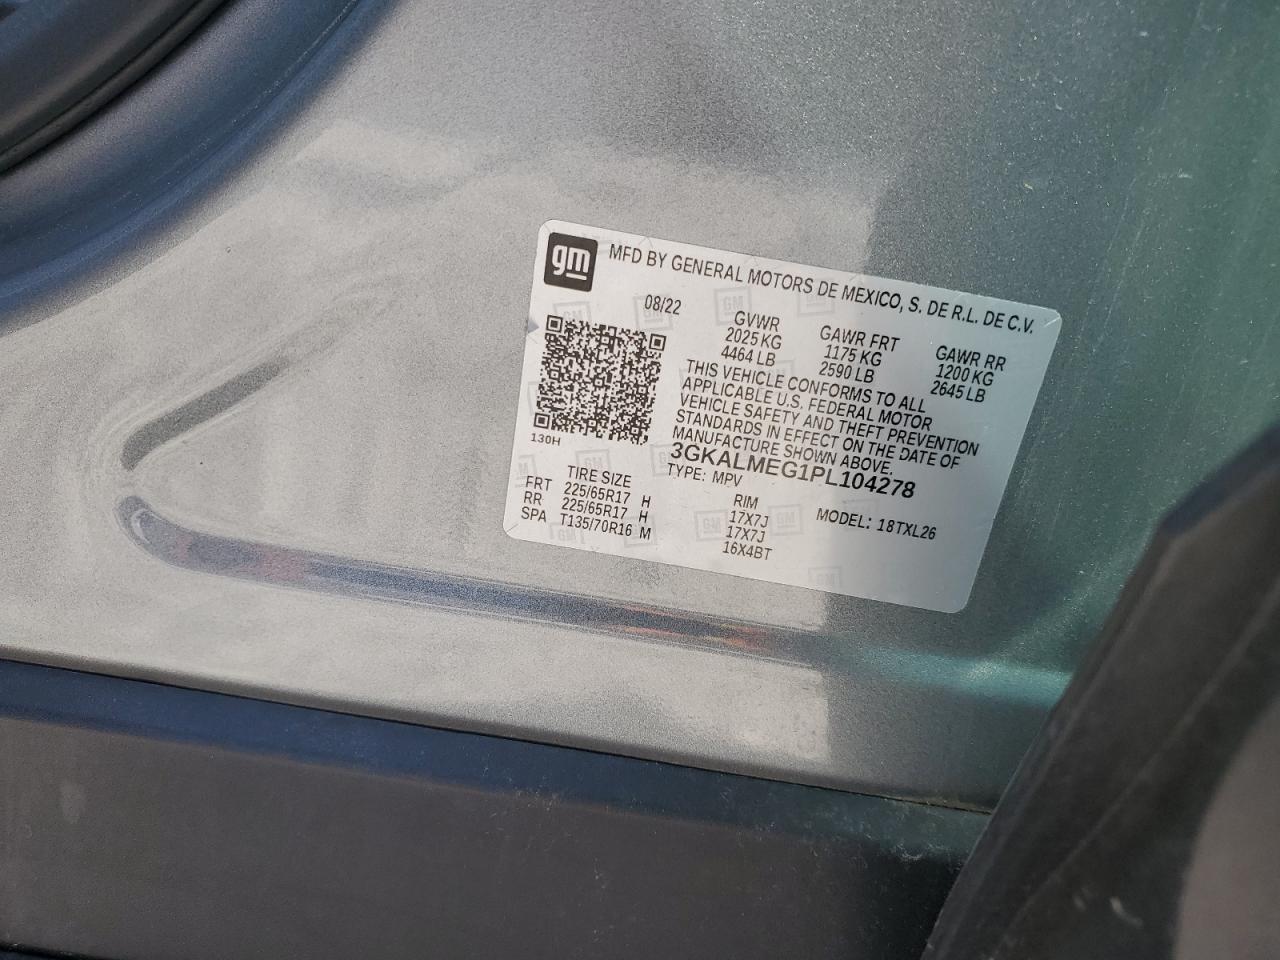 gm MFD BY GENERAL MOTORS DE MEXICO, S. DE R.L. DE C.V.
08/22
GVWR GAWR FRT GAWR RR
2025 KG 1175 KG 1200 KG
4464 LB 2590 LB 2645 LB
THIS VEHICLE CONFORMS TO ALL
APPLICABLE U.S. FEDERAL MOTOR
VEHICLE SAFETY AND THEFT PREVENTION
STANDARDS IN EFFECT ON THE DATE OF
MANUFACTURE SHOWN ABOVE.
130H
3GKALMEG1PL104278
TYPE: MPV
MODEL: 18TXL26
TIRE SIZE RIM
FRT 225/65R17 H 17X7J
RR 225/65R17 H 17X7J
SPA T135/70R16 M 16X4BT